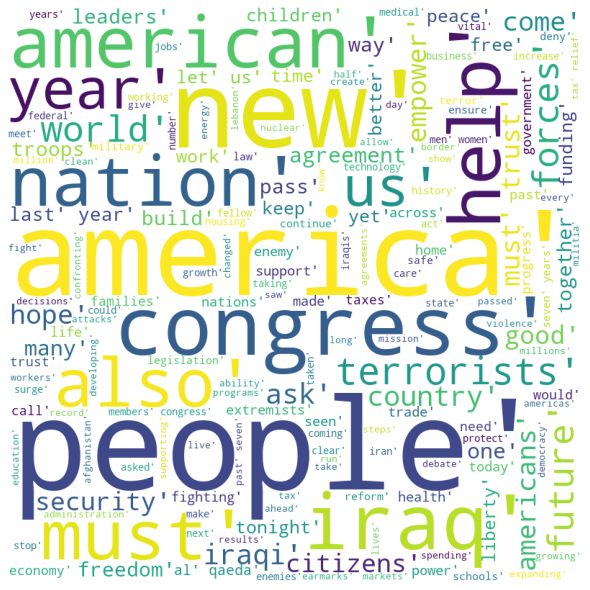 years'
leaders'
children'
medical'
peace'
vital'
come'
deny'
american'
jobs'
way'
free'
business'
increase'
year'
new'
help'
let' us'
time'
half'
create'
better'
empower'
tax' relief'
federal'
working'
give'
number'
lebanon'
day'
terror'
ensure'
forces'
world'
energy'
nuclear'
men'
women'
government'
meet'
troops
million'
military'
clean'
work'
law'
agreement'
allow'
border'
show'
trust'
funding'
nation'
pass'
us'
technology'
history'
past'
every'
last' year'
build'
keep'
fellow'
housing'
continue'
know'
yet'
across'
act'
must'
progress'
together'
militia'
fight'
confronting'
growth'
changed'
enemy'
support'
iraqis'
home'
safe'
care'
agreements'
seven' years'
america'
decisions'
families'
nations'
taking'
saw'
made'
taxes'
state'
passed'
hope'
could'
attacks'
congress'
long'
mission'
violence'
millions'
good'
many'
life'
developing'
trust'
legislation'
ability'
programs'
taken'
terrorists'
workers'
surge'
also'
ask'
country'
americas'
call'
record'
members'
congress'
extremists'
seen'
trade'
would'
education'
afghanistan'
supporting'
live'
past' seven'
coming'
clear'
run'
steps'
need'
one'
protect'
people'
asked'
take'
iran'
debate'
today'
americans'
democracy'
future'
security'
fighting'
tax'
reform'
health'
liberty'
must'
administration'
make'
ahead'
iraq'
stop'
next'
results'
tonight'
lives'
spending'
growing'
iraqi'
citizens'
economy'
freedom'
al' qaeda'
enemies'
earmarks'
markets'
power'
schools'
expanding'